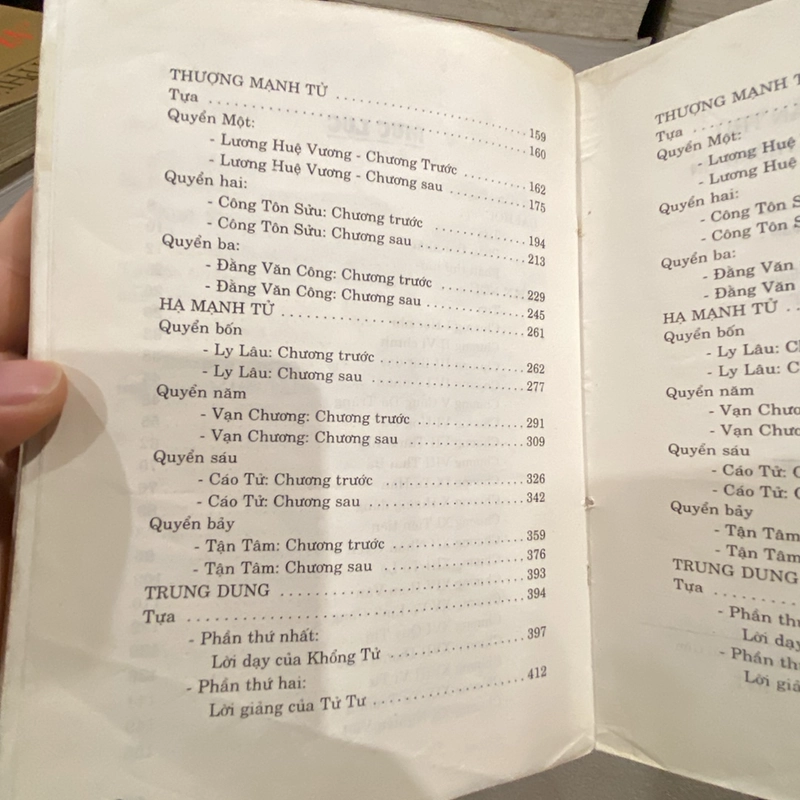 THƯỢNG MẠNH TỬ ........ 159
Tựa ........ 160
Quyển Một:
- Lương Huệ Vương - Chương Trước ........ 162
- Lương Huệ Vương - Chương sau ........ 175
Quyển hai:
- Công Tôn Sửu: Chương trước ........ 194
- Công Tôn Sửu: Chương sau ........ 213
Quyển ba:
- Đằng Văn Công: Chương trước ........ 229
- Đằng Văn Công: Chương sau ........ 245
HẠ MẠNH TỬ ........ 261
Quyển bốn
- Ly Lâu: Chương trước ........ 262
- Ly Lâu: Chương sau ........ 277
Quyển năm
- Vạn Chương: Chương trước ........ 291
- Vạn Chương: Chương sau ........ 309
Quyển sáu
- Cáo Tử: Chương trước ........ 326
- Cáo Tử: Chương sau ........ 342
Quyển bảy
- Tận Tâm: Chương trước ........ 359
- Tận Tâm: Chương sau ........ 376
TRUNG DUNG ........ 393
Tựa ........ 394
- Phần thứ nhất:
Lời dạy của Khổng Tử ........ 397
- Phần thứ hai:
Lời giảng của Tử Tư ........ 412
THƯỢNG MẠNH
Tựa ........
Quyển Một:
- Lương Huệ
- Lương Huệ
Quyển hai:
- Công Tôn
- Công Tôn
Quyển ba:
- Đằng Văn
- Đằng Văn
HẠ MẠNH TỬ ...
Quyển bốn
- Ly Lâu:
- Ly Lâu:
Quyển năm
- Vạn
- Vạn
Quyển sáu
- Cáo Tử:
- Cáo Tử:
Quyển bảy
- Tận Tâm
- Tận Tâm
TRUNG DUNG
Tựa ........
- Phần
Lời
- Phần
Lời